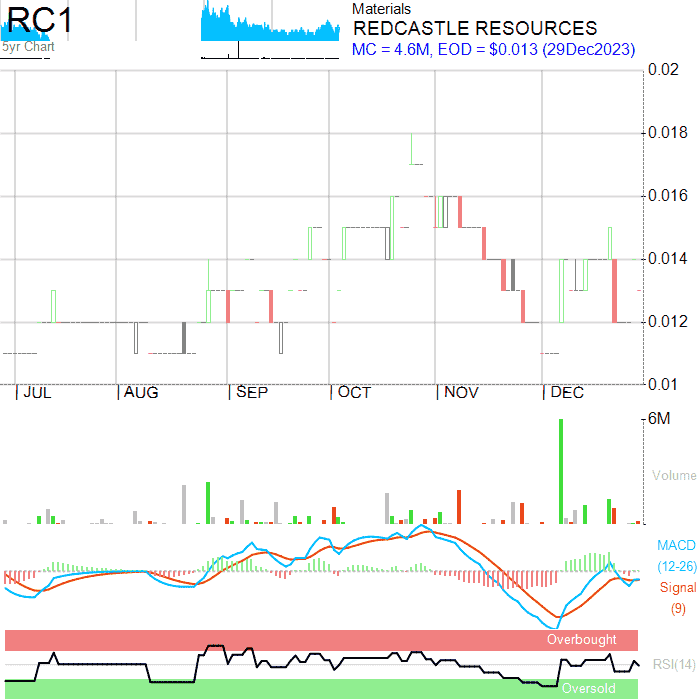 RC1
5yr Chart
Materials
REDCASTLE RESOURCES
MC = 4.6M, EOD = $0.013 (29Dec2023)
0.02
0.018
0.016
0.014
0.012
0.01
JUL
AUG
SEP
OCT
NOV
DEC
6M
Volume
MACD
(12-26)
Signal
(9)
Overbought
RSI(14)
Oversold